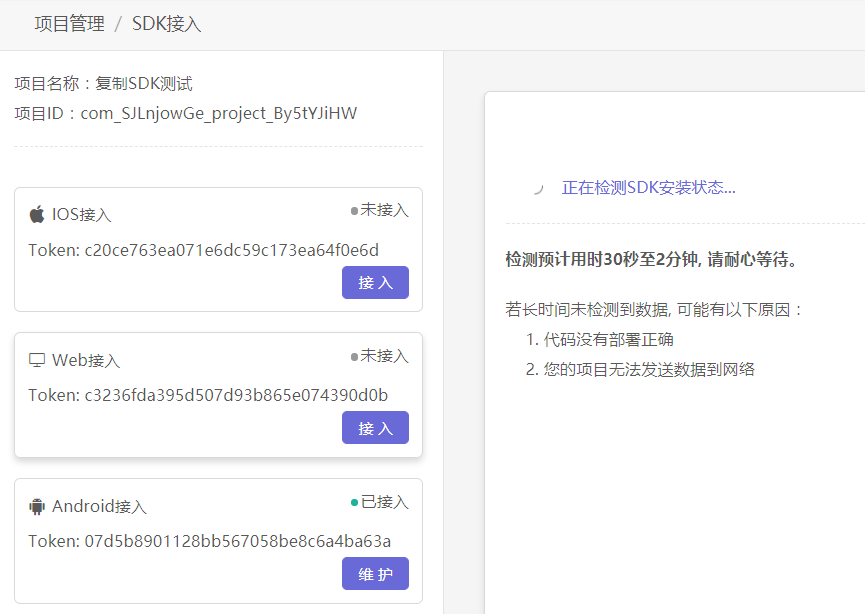 项目管理 / SDK接入
项目名称：复制SDK测试
项目ID：com_SJLnjowGe_project_By5tYJiHW
IOS接入
未接入
Token: c20ce763ea071e6dc59c173ea64f0e6d
接 入
Web接入
未接入
Token: c3236fda395d507d93b865e074390d0b
接 入
Android接入
已接入
Token: 07d5b8901128bb567058be8c6a4ba63a
维 护
正在检测SDK安装状态...
检测预计用时30秒至2分钟, 请耐心等待。
若长时间未检测到数据, 可能有以下原因：
1. 代码没有部署正确
2. 您的项目无法发送数据到网络